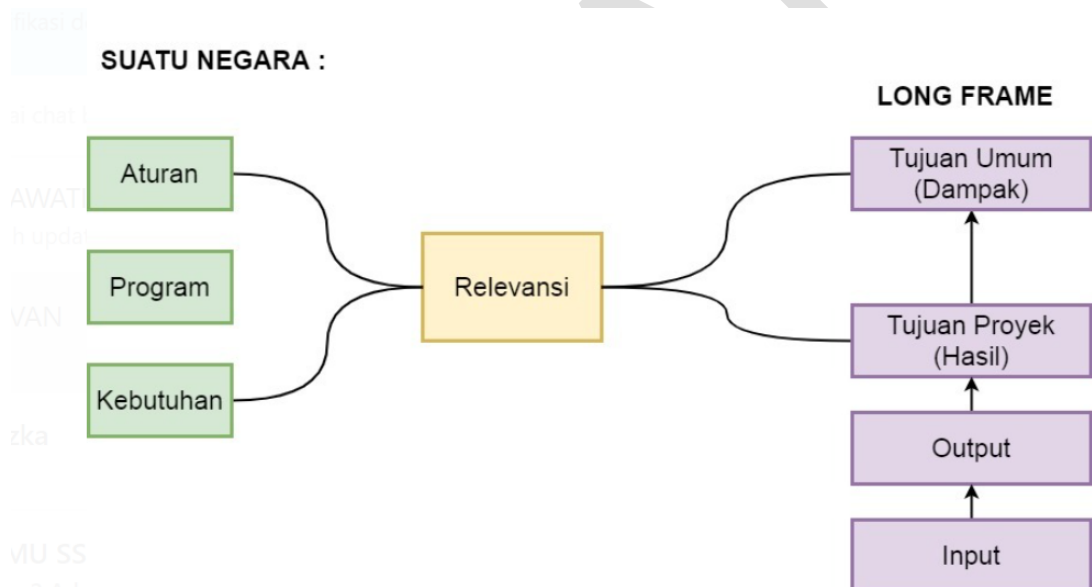 SUATU NEGARA :
Aturan
Program
Kebutuhan
Relevansi
LONG FRAME
Tujuan Umum
(Dampak)
Tujuan Proyek
(Hasil)
Output
Input